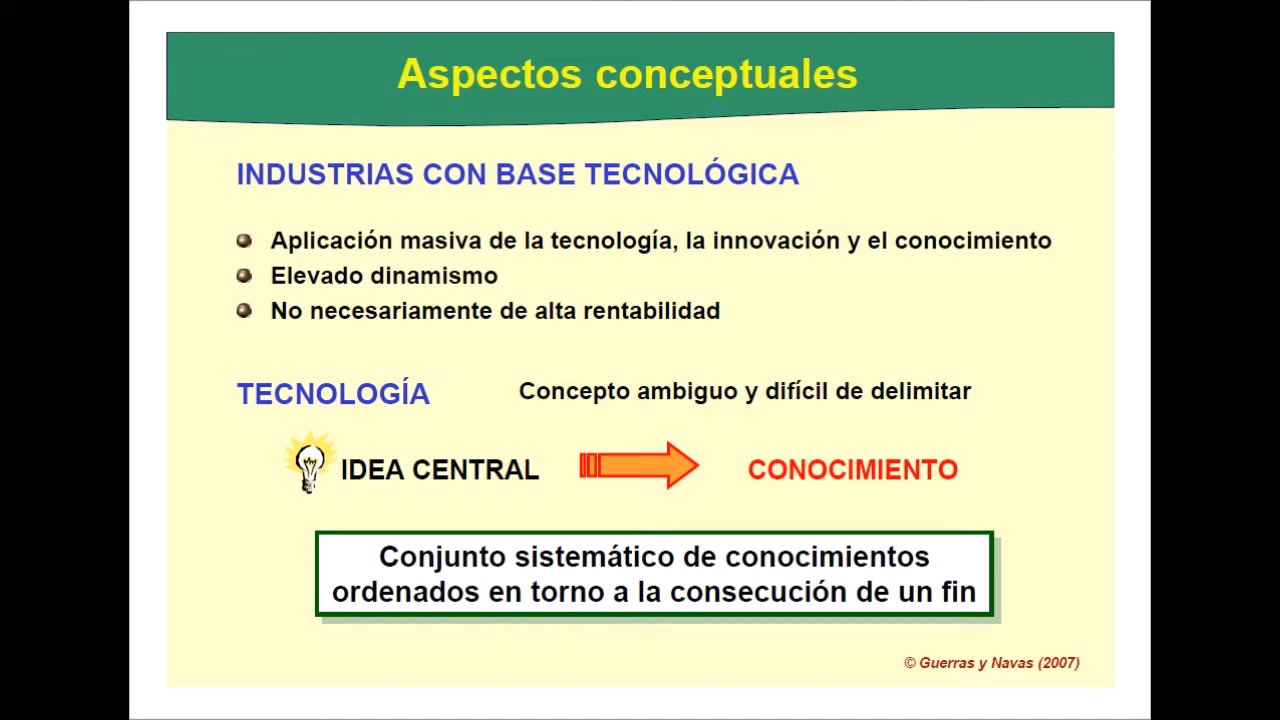 Aspectos conceptuales
INDUSTRIAS CON BASE TECNOLÓGICA
Aplicación masiva de la tecnología, la innovación y el conocimiento
Elevado dinamismo
No necesariamente de alta rentabilidad
TECNOLOGÍA
Concepto ambiguo y difícil de delimitar
IDEA CENTRAL
CONOCIMIENTO
Conjunto sistemático de conocimientos
ordenados en torno a la consecución de un fin
© Guerras y Navas (2007)